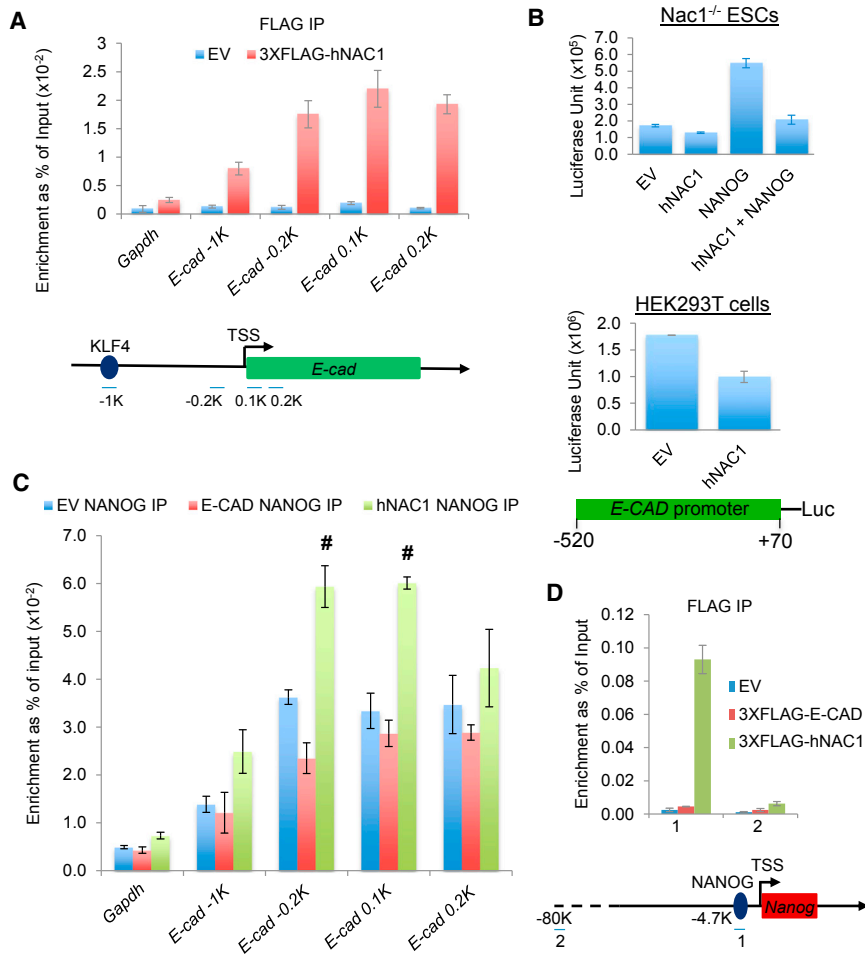 A
FLAG IP
EV
3XFLAG-hNAC1
Enrichment as % of Input (x10⁻²)
3
2.5
2
1.5
1
0.5
0
Gapdh
E-cad -1K
E-cad -0.2K
E-cad 0.1K
E-cad 0.2K
KLF4
TSS
E-cad
-1K
-0.2K
0.1K
0.2K
B
Nac1⁻/⁻ ESCs
Luciferase Unit (x10⁵)
7.0
6.0
5.0
4.0
3.0
2.0
1.0
0.0
EV
hNAC1
NANOG
hNAC1 + NANOG
HEK293T cells
Luciferase Unit (x10⁶)
2.0
1.5
1.0
0.5
0.0
EV
hNAC1
E-CAD promoter
Luc
-520
+70
C
EV NANOG IP
E-CAD NANOG IP
hNAC1 NANOG IP
Enrichment as % of input (x10⁻²)
7.0
6.0
5.0
4.0
3.0
2.0
1.0
0.0
#
#
Gapdh
E-cad -1K
E-cad -0.2K
E-cad 0.1K
E-cad 0.2K
D
FLAG IP
Enrichment as % of Input
0.12
0.10
0.08
0.06
0.04
0.02
0.00
EV
3XFLAG-E-CAD
3XFLAG-hNAC1
1
2
TSS
NANOG
Nanog
-80K
-4.7K
2
1